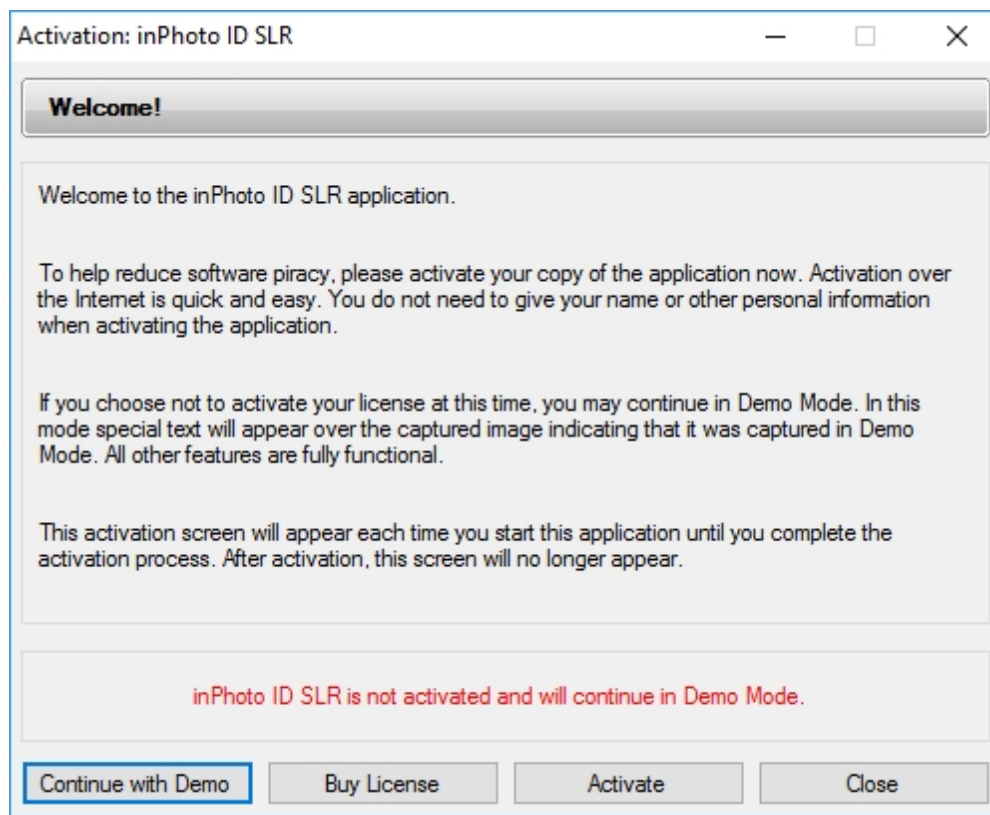 Activation: inPhoto ID SLR
Welcome!
Welcome to the inPhoto ID SLR application.
To help reduce software piracy, please activate your copy of the application now. Activation over
the Internet is quick and easy. You do not need to give your name or other personal information
when activating the application.
If you choose not to activate your license at this time, you may continue in Demo Mode. In this
mode special text will appear over the captured image indicating that it was captured in Demo
Mode. All other features are fully functional.
This activation screen will appear each time you start this application until you complete the
activation process. After activation, this screen will no longer appear.
inPhoto ID SLR is not activated and will continue in Demo Mode.
Continue with Demo
Buy License
Activate
Close